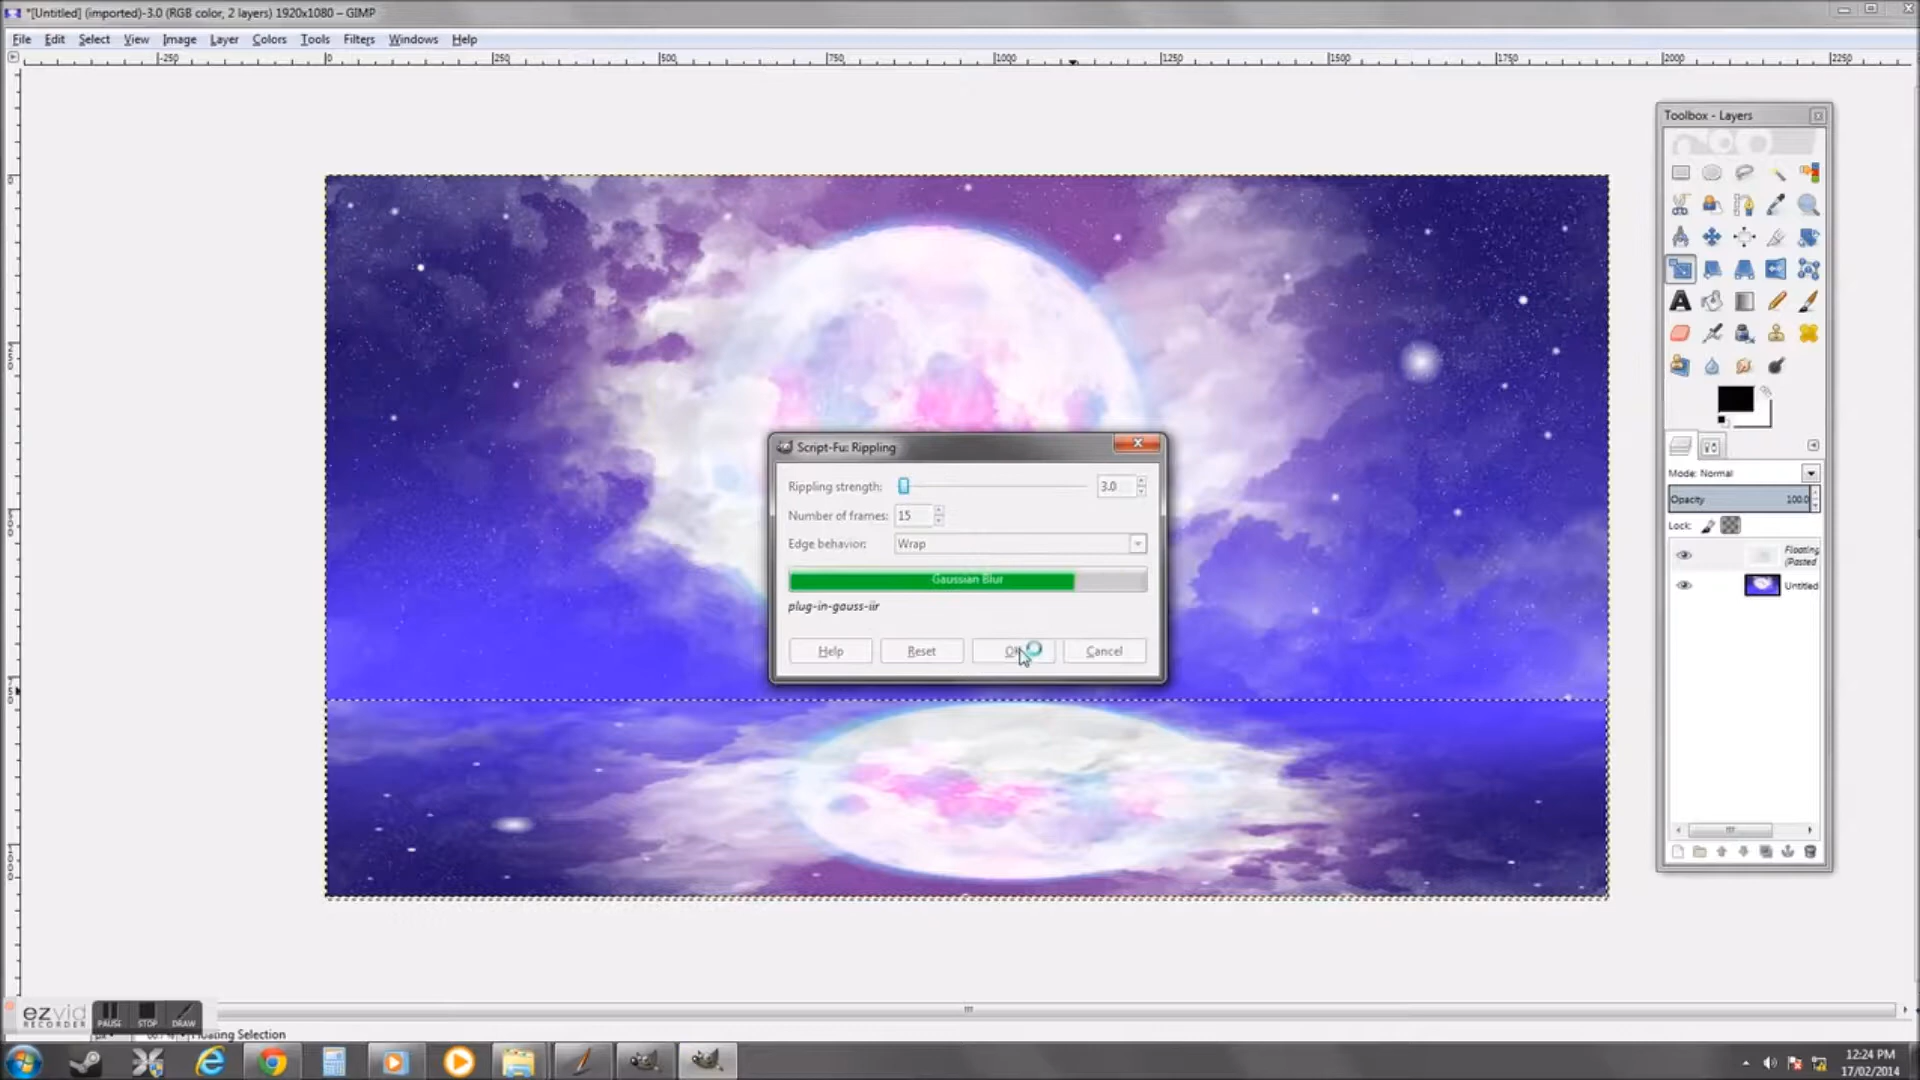 *[Untitled] (imported)-3.0 (RGB color, 2 layers) 1920x1080 – GIMP
File Edit Select View Image Layer Colors Tools Filters Windows Help
-250 0 250 500 750 1000 1250 1500 1750 2000 2250
Toolbox - Layers
Script-Fu: Rippling
Rippling strength: 3.0
Number of frames: 15
Edge behavior: Wrap
Gaussian Blur
plug-in-gauss-iir
Help Reset OK Cancel
Mode: Normal
Opacity 100.0
Lock:
Floating
(Pasted
Untitled
ezvid
RECORDER
PAUSE STOP DRAW
Floating Selection
12:24 PM
17/02/2014